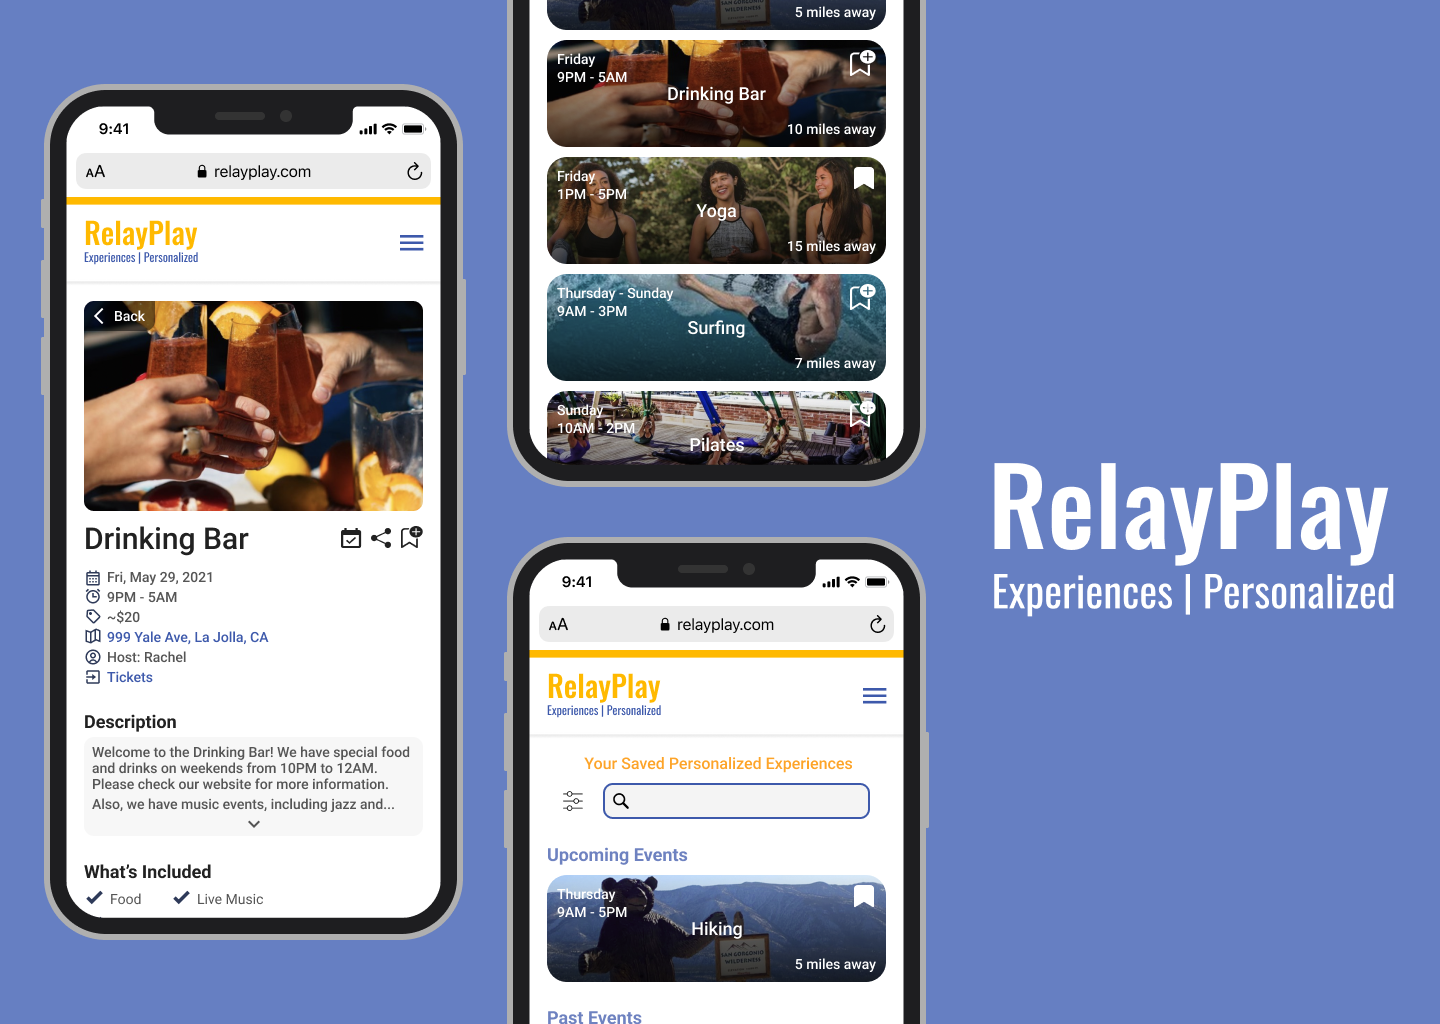 9:41
AA relayplay.com
RelayPlay
Experiences | Personalized
Back
Drinking Bar
Fri, May 29, 2021
9PM - 5AM
~$20
999 Yale Ave, La Jolla, CA
Host: Rachel
Tickets
Description
Welcome to the Drinking Bar! We have special food
and drinks on weekends from 10PM to 12AM.
Please check our website for more information.
Also, we have music events, including jazz and...
What's Included
Food Live Music
5 miles away
Friday
9PM - 5AM
Drinking Bar
10 miles away
Friday
1PM - 5PM
Yoga
15 miles away
Thursday - Sunday
9AM - 3PM
Surfing
7 miles away
Sunday
10AM - 2PM
Pilates
9:41
AA relayplay.com
RelayPlay
Experiences | Personalized
Your Saved Personalized Experiences
Upcoming Events
Thursday
9AM - 5PM
Hiking
SAN GORGONIO
WILDERNESS
5 miles away
Past Events
RelayPlay
Experiences | Personalized